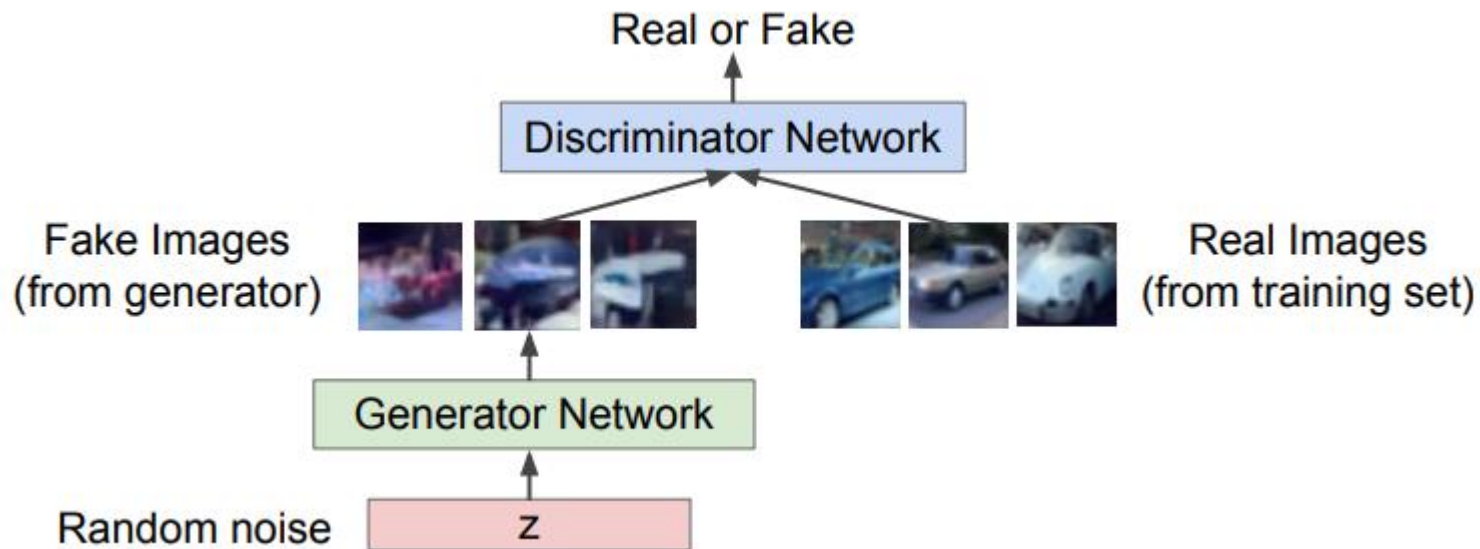 Real or Fake
Discriminator Network
Fake Images
(from generator)
Real Images
(from training set)
Generator Network
Random noise
z